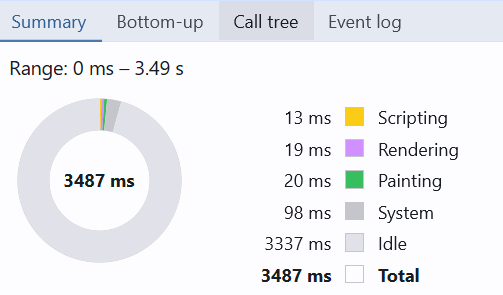 Summary Bottom-up Call tree Event log
Range: 0 ms – 3.49 s
3487 ms
13 ms Scripting
19 ms Rendering
20 ms Painting
98 ms System
3337 ms Idle
3487 ms Total